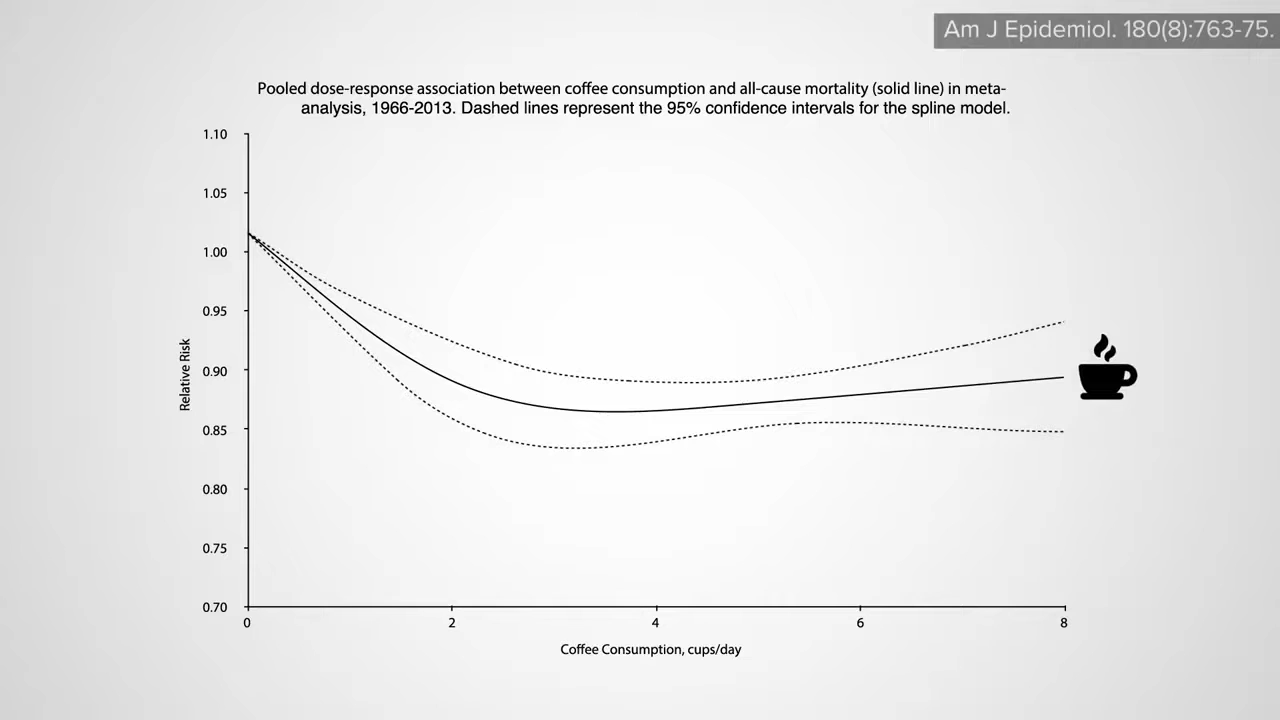 Am J Epidemiol. 180(8):763-75.
Pooled dose-response association between coffee consumption and all-cause mortality (solid line) in meta-
analysis, 1966-2013. Dashed lines represent the 95% confidence intervals for the spline model.
1.10
1.05
1.00
0.95
0.90
0.85
0.80
0.75
0.70
Relative Risk
0 2 4 6 8
Coffee Consumption, cups/day